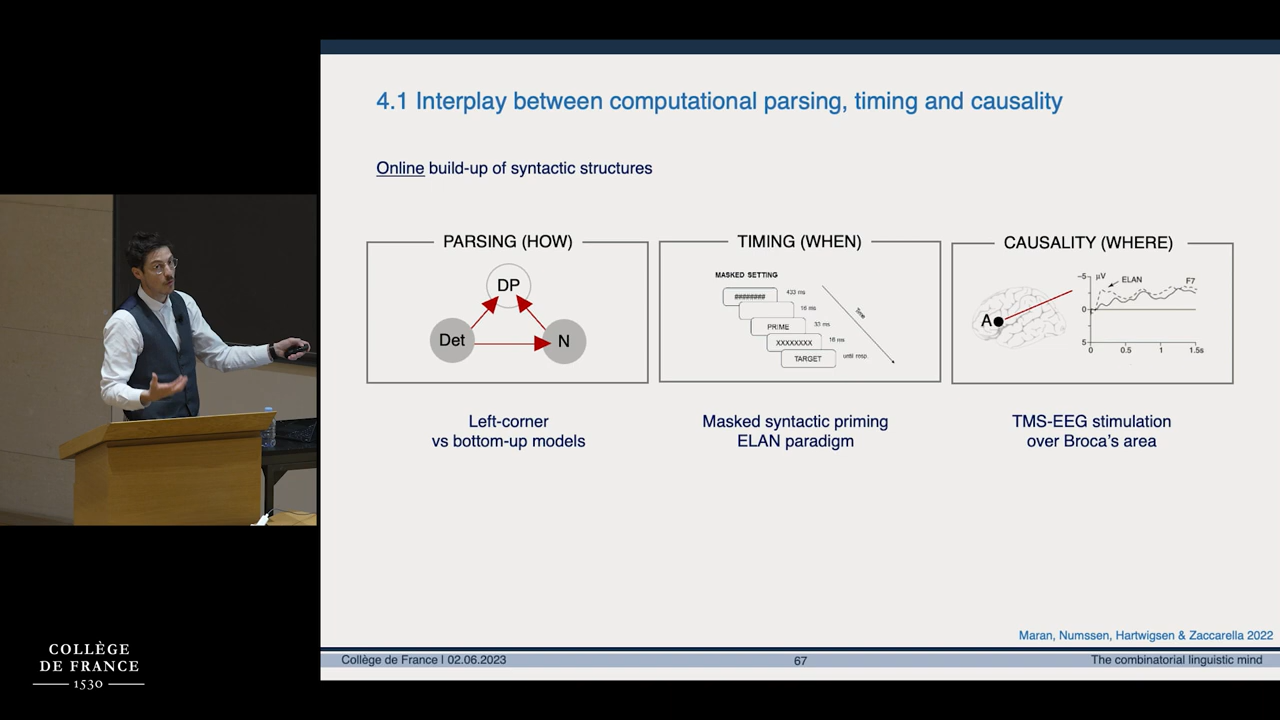 4.1 Interplay between computational parsing, timing and causality
Online build-up of syntactic structures
PARSING (HOW)
DP
Det
N
Left-corner
vs bottom-up models
TIMING (WHEN)
MASKED SETTING
########
433 ms
16 ms
PRIME
33 ms
XXXXXXXX
16 ms
TARGET
until resp.
Time
Masked syntactic priming
ELAN paradigm
CAUSALITY (WHERE)
A
-5
μV
ELAN
F7
0
5
0
0.5
1
1.5s
TMS-EEG stimulation
over Broca's area
Maran, Numssen, Hartwigsen & Zaccarella 2022
Collège de France I 02.06.2023
67
The combinatorial linguistic mind
COLLÈGE
DE FRANCE
1530